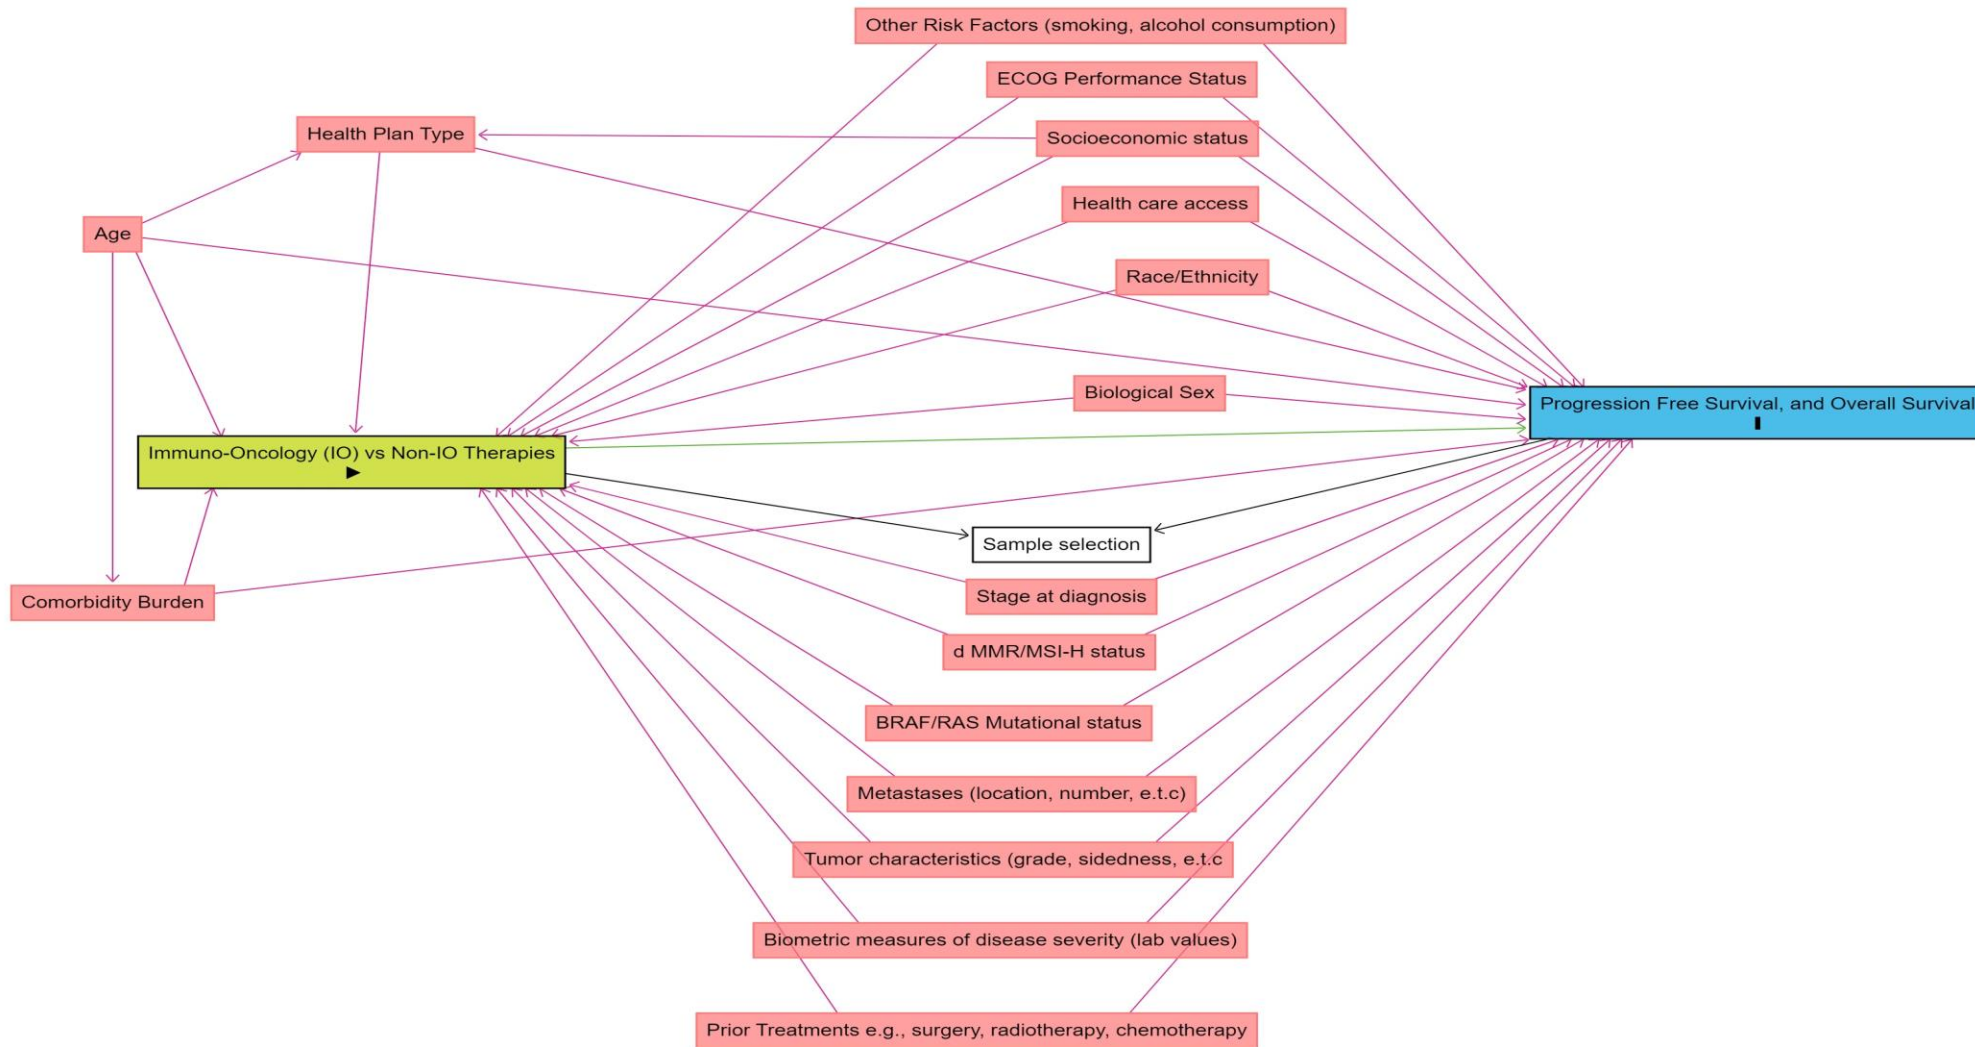 Other Risk Factors (smoking, alcohol consumption)
ECOG Performance Status
Health Plan Type
Socioeconomic status
Health care access
Age
Race/Ethnicity
Biological Sex
Progression Free Survival, and Overall Survival
Immuno-Oncology (IO) vs Non-IO Therapies
Sample selection
Stage at diagnosis
Comorbidity Burden
d MMR/MSI-H status
BRAF/RAS Mutational status
Metastases (location, number, e.t.c)
Tumor characteristics (grade, sidedness, e.t.c
Biometric measures of disease severity (lab values)
Prior Treatments e.g., surgery, radiotherapy, chemotherapy